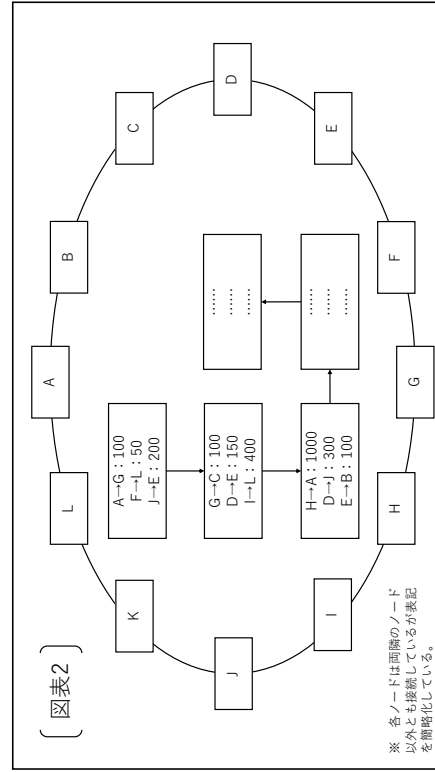 〔図表2〕
A
B
C
D
E
F
G
H
I
J
K
L
A→G：100
F→L：50
J→E：200
G→C：100
D→E：150
I→L：400
H→A：1000
D→J：300
E→B：100
……
……
……
……
……
……
※ 各ノードは両隣のノード
以外とも接続しているが表記
を簡略化している。